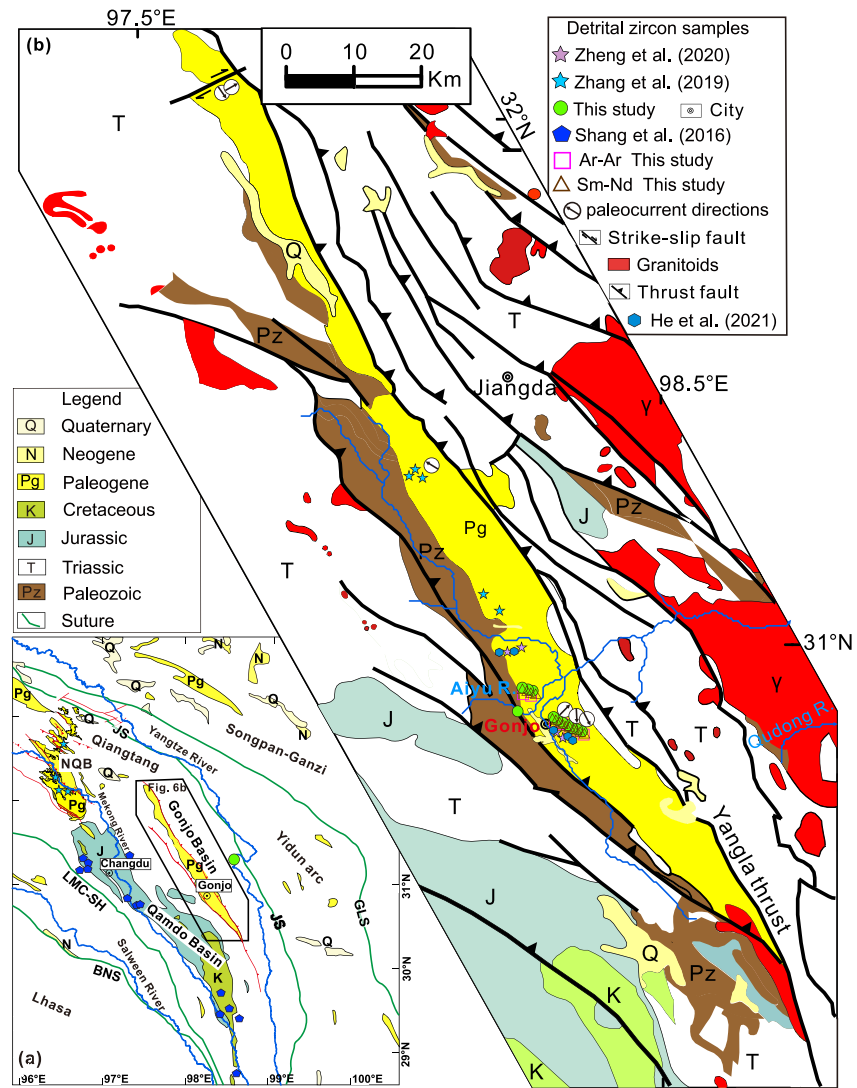 97.5°E
(b)
0 10 20
Km
32°N
Detrital zircon samples
Zheng et al. (2020)
Zhang et al. (2019)
This study
City
Shang et al. (2016)
Ar-Ar This study
Sm-Nd This study
paleocurrent directions
Strike-slip fault
Granitoids
Thrust fault
He et al. (2021)
T
Q
T
Pz
Jiangda
98.5°E
γ
Pz
J
Pg
Pz
T
31°N
Aiyu R.
Gonjo
T
T
γ
Gudong R.
J
T
Yangla thrust
J
Q
Pz
K
K
T
Legend
Q Quaternary
N Neogene
Pg Paleogene
K Cretaceous
J Jurassic
T Triassic
Pz Paleozoic
Suture
Q
N
Q
N
Pg
Pg
Q
N
Q
JS
Songpan-Ganzi
Qiangtang
Yangtze River
NQB
Q
Pg
Mekong River
Fig. 6b
Gonjo Basin
Yidun arc
J
Changdu
Pg
Gonjo
31°N
LMC-SH
Qamdo Basin
JS
GLS
N
Salween River
Q
BNS
K
30°N
Lhasa
29°N
(a)
96°E 97°E 98°E 99°E 100°E